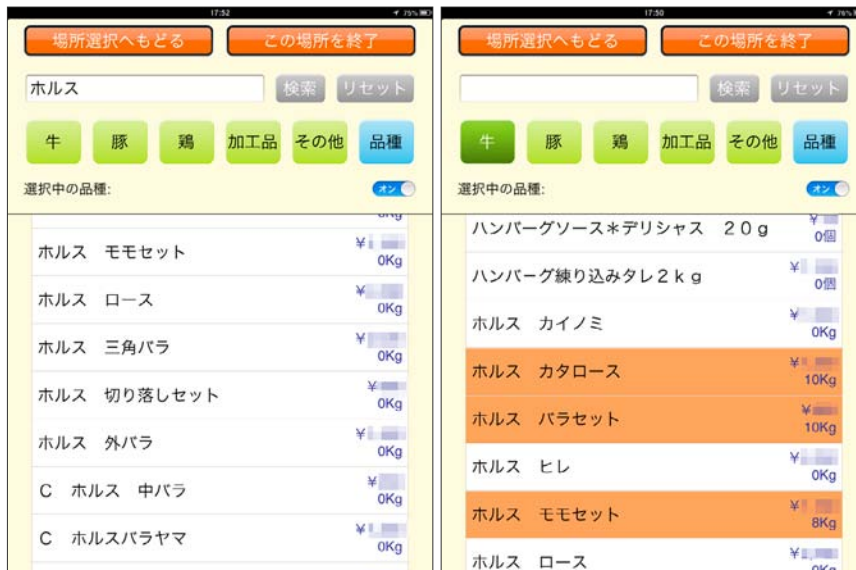 17:52
75%
場所選択へもどる
この場所を終了
ホルス
検索
リセット
牛
豚
鶏
加工品
その他
品種
選択中の品種:
オン
ホルス モモセット
¥
0Kg
ホルス ロース
¥
0Kg
ホルス 三角バラ
¥
0Kg
ホルス 切り落しセット
¥
0Kg
ホルス 外バラ
¥
0Kg
C ホルス 中バラ
¥
0Kg
C ホルスバラヤマ
¥
0Kg
17:50
76%
場所選択へもどる
この場所を終了
検索
リセット
牛
豚
鶏
加工品
その他
品種
選択中の品種:
オン
ハンバーグソース*デリシャス 20g
¥
0個
ハンバーグ練り込みタレ2kg
¥
0個
ホルス カイノミ
¥
0Kg
ホルス カタロース
¥
10Kg
ホルス バラセット
¥
10Kg
ホルス ヒレ
¥
0Kg
ホルス モモセット
¥
8Kg
ホルス ロース
¥
0Kg